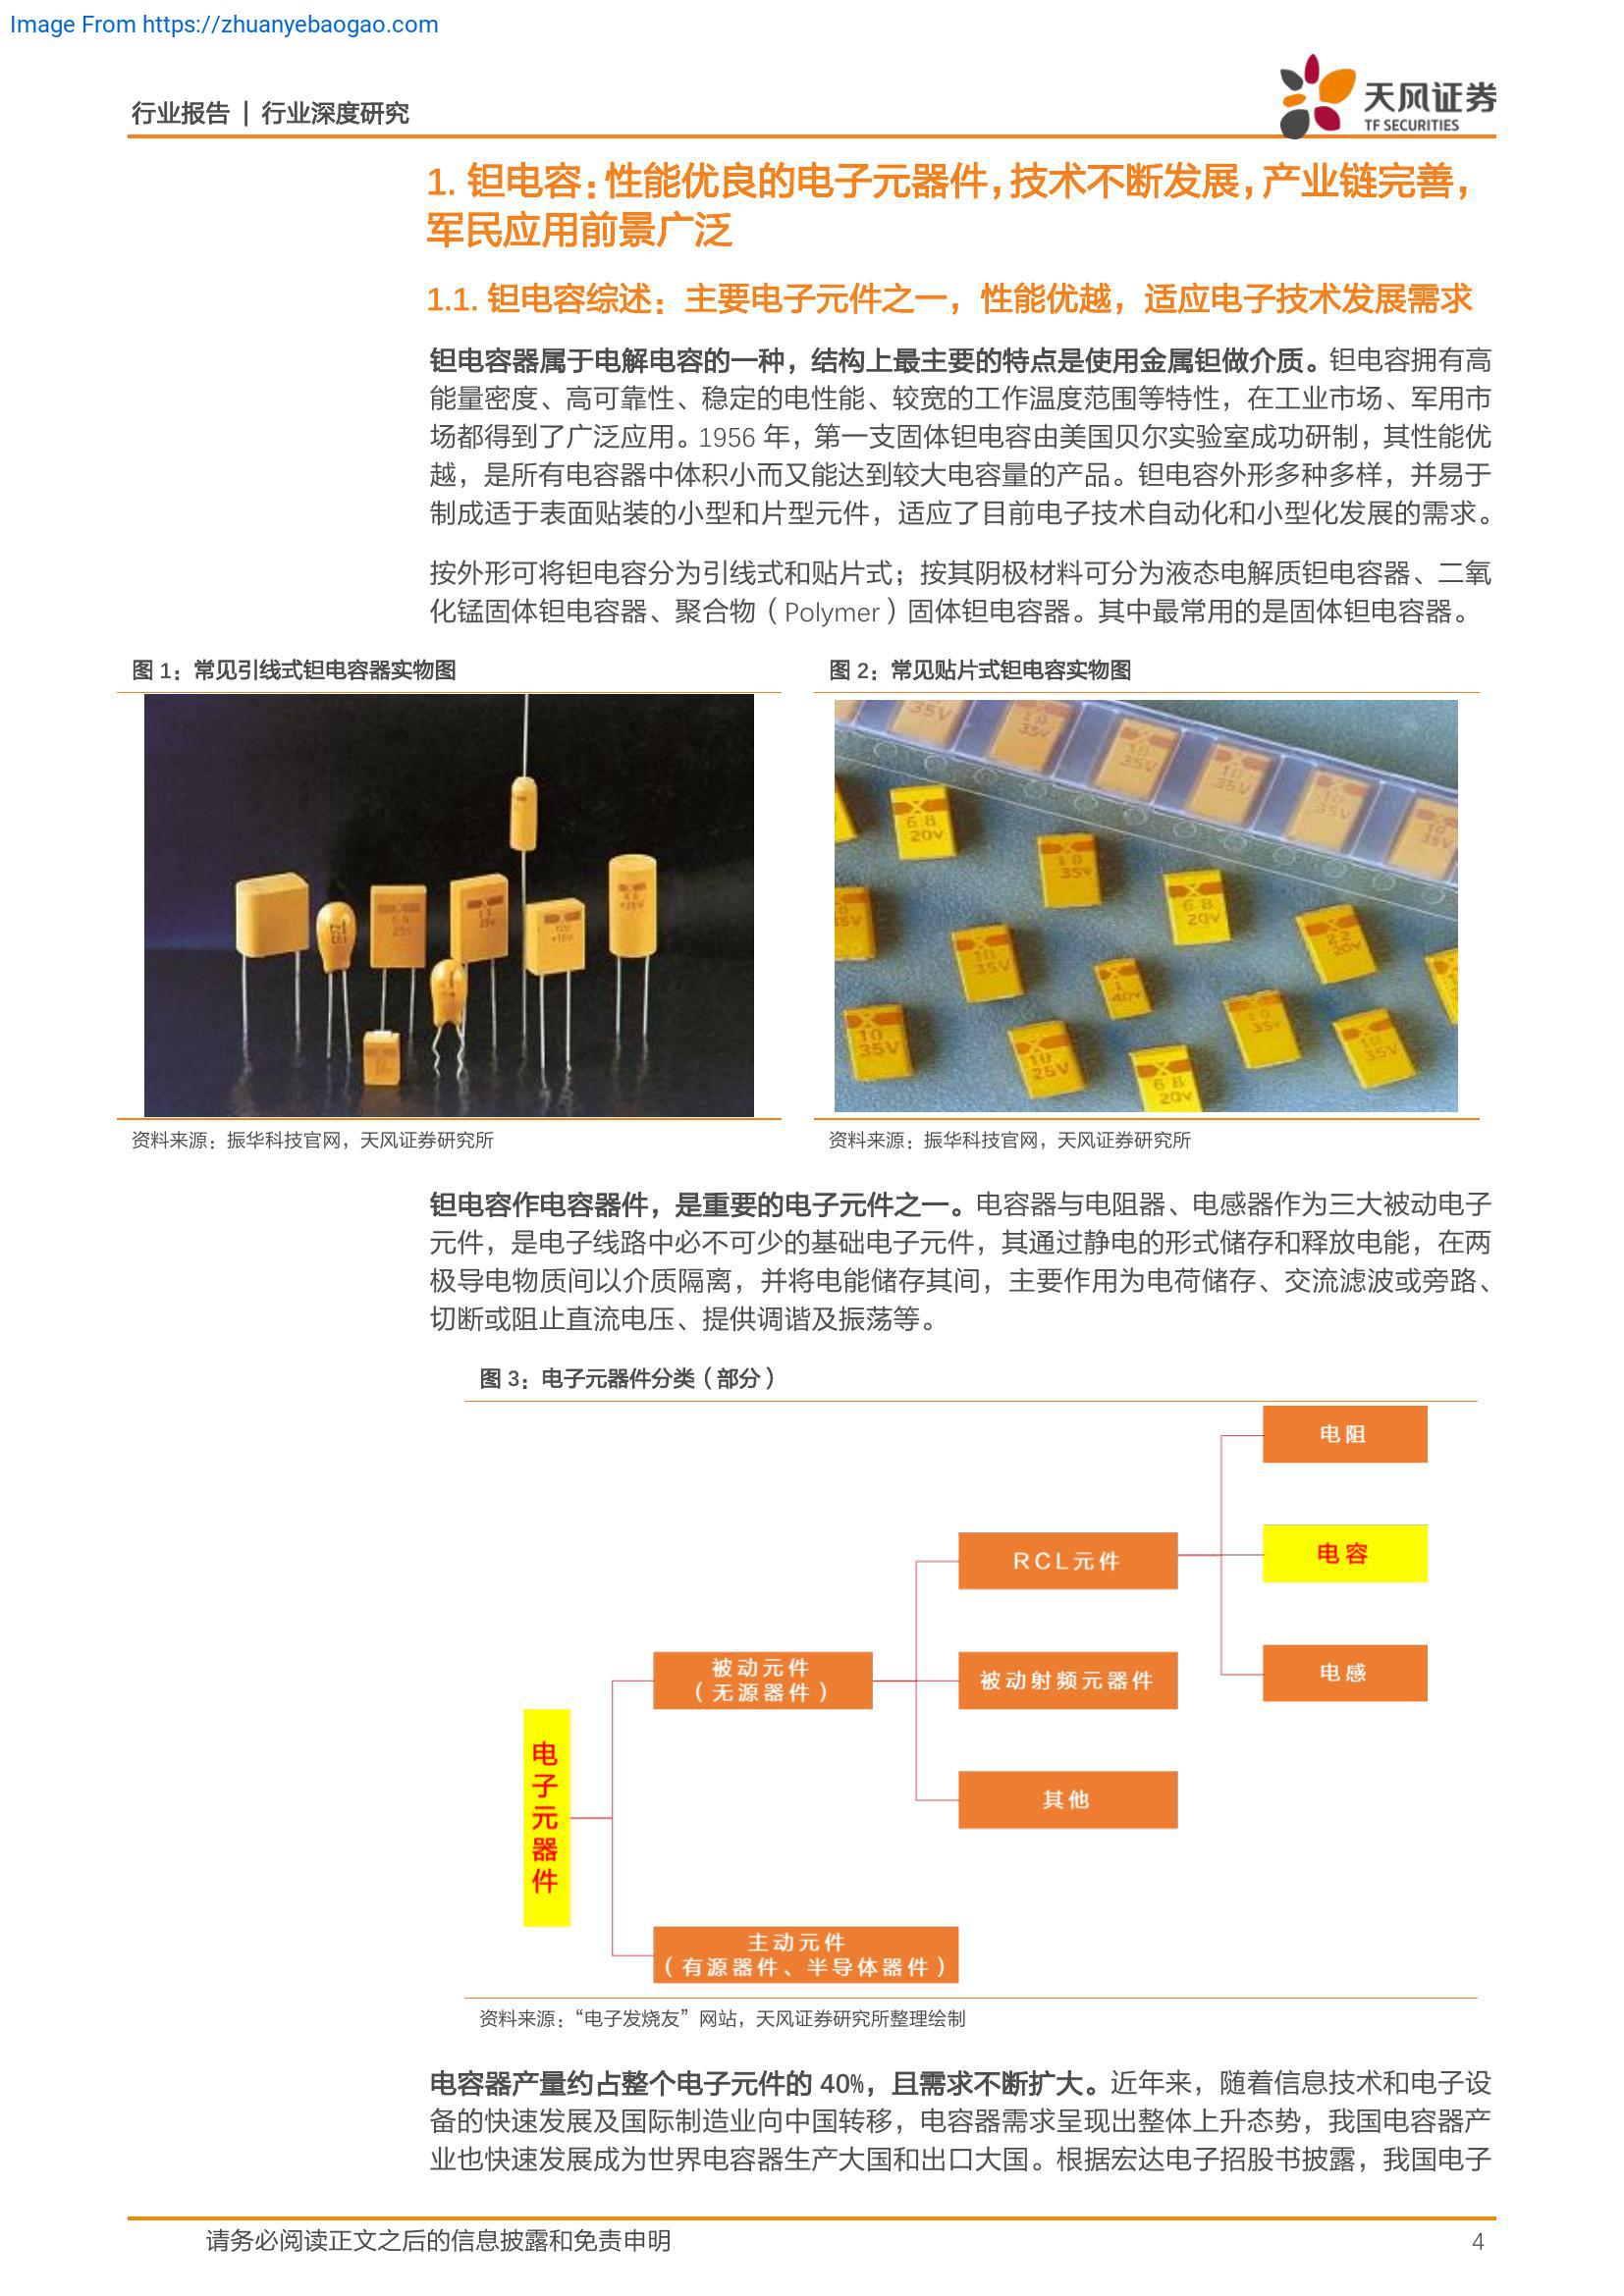 Image From https://zhuanyebaogao.com
行业报告 | 行业深度研究
天风证券
TF SECURITIES
1. 钽电容：性能优良的电子元器件，技术不断发展，产业链完善，
军民应用前景广泛
1.1. 钽电容综述：主要电子元件之一，性能优越，适应电子技术发展需求
钽电容器属于电解电容的一种，结构上最主要的特点是使用金属钽做介质。钽电容拥有高
能量密度、高可靠性、稳定的电性能、较宽的工作温度范围等特性，在工业市场、军用市
场都得到了广泛应用。1956 年，第一支固体钽电容由美国贝尔实验室成功研制，其性能优
越，是所有电容器中体积小而又能达到较大电容量的产品。钽电容外形多种多样，并易于
制成适于表面贴装的小型和片型元件，适应了目前电子技术自动化和小型化发展的需求。
按外形可将钽电容分为引线式和贴片式；按其阴极材料可分为液态电解质钽电容器、二氧
化锰固体钽电容器、聚合物（Polymer）固体钽电容器。其中最常用的是固体钽电容器。
图 1：常见引线式钽电容器实物图
资料来源：振华科技官网，天风证券研究所
图 2：常见贴片式钽电容实物图
35V
10
35V
10
35V
10
35V
10
35V
10
35V
6 8
20V
10
35V
6 8
20V
10
35V
22
20V
1
40V
10
35V
10
25V
10
35V
10
35V
6 8
20V
资料来源：振华科技官网，天风证券研究所
钽电容作电容器件，是重要的电子元件之一。电容器与电阻器、电感器作为三大被动电子
元件，是电子线路中必不可少的基础电子元件，其通过静电的形式储存和释放电能，在两
极导电物质间以介质隔离，并将电能储存其间，主要作用为电荷储存、交流滤波或旁路、
切断或阻止直流电压、提供调谐及振荡等。
图 3：电子元器件分类（部分）
电阻
RCL元件
电容
被动元件
（无源器件）
被动射频元器件
电感
电子元器件
其他
主动元件
（有源器件、半导体器件）
资料来源：“电子发烧友”网站，天风证券研究所整理绘制
电容器产量约占整个电子元件的 40%，且需求不断扩大。近年来，随着信息技术和电子设
备的快速发展及国际制造业向中国转移，电容器需求呈现出整体上升态势，我国电容器产
业也快速发展成为世界电容器生产大国和出口大国。根据宏达电子招股书披露，我国电子
请务必阅读正文之后的信息披露和免责申明
4